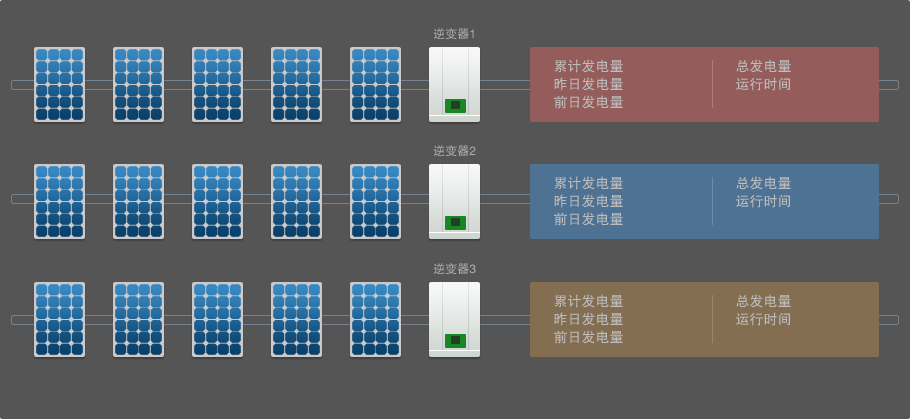 逆变器1
累计发电量 总发电量
昨日发电量 运行时间
前日发电量
逆变器2
累计发电量 总发电量
昨日发电量 运行时间
前日发电量
逆变器3
累计发电量 总发电量
昨日发电量 运行时间
前日发电量